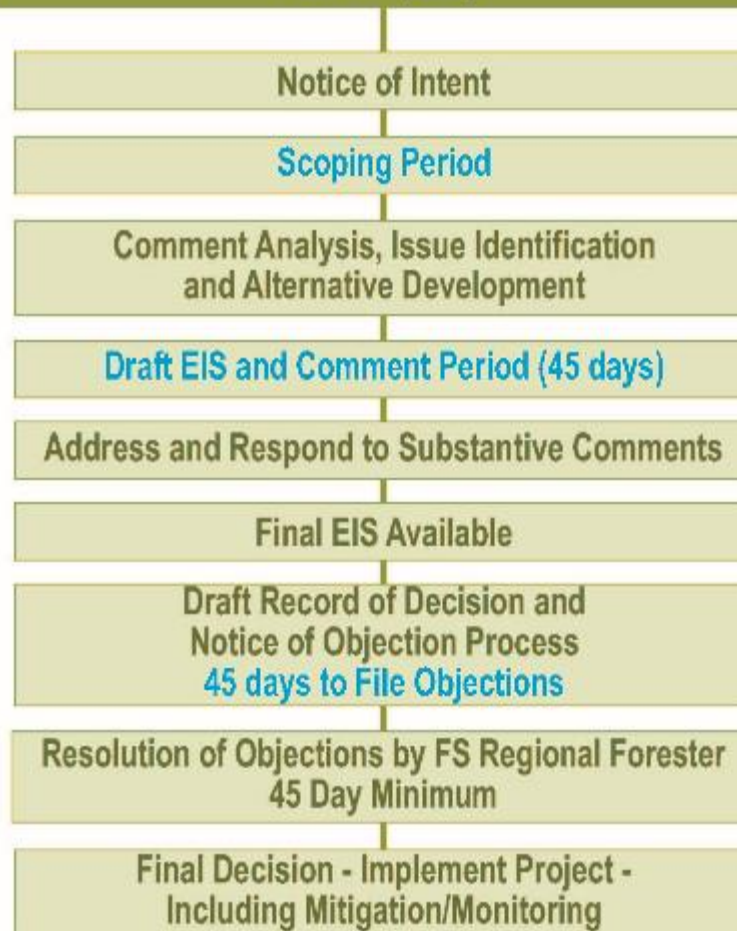 Notice of Intent
Scoping Period
Comment Analysis, Issue Identification
and Alternative Development
Draft EIS and Comment Period (45 days)
Address and Respond to Substantive Comments
Final EIS Available
Draft Record of Decision and
Notice of Objection Process
45 days to File Objections
Resolution of Objections by FS Regional Forester
45 Day Minimum
Final Decision - Implement Project -
Including Mitigation/Monitoring